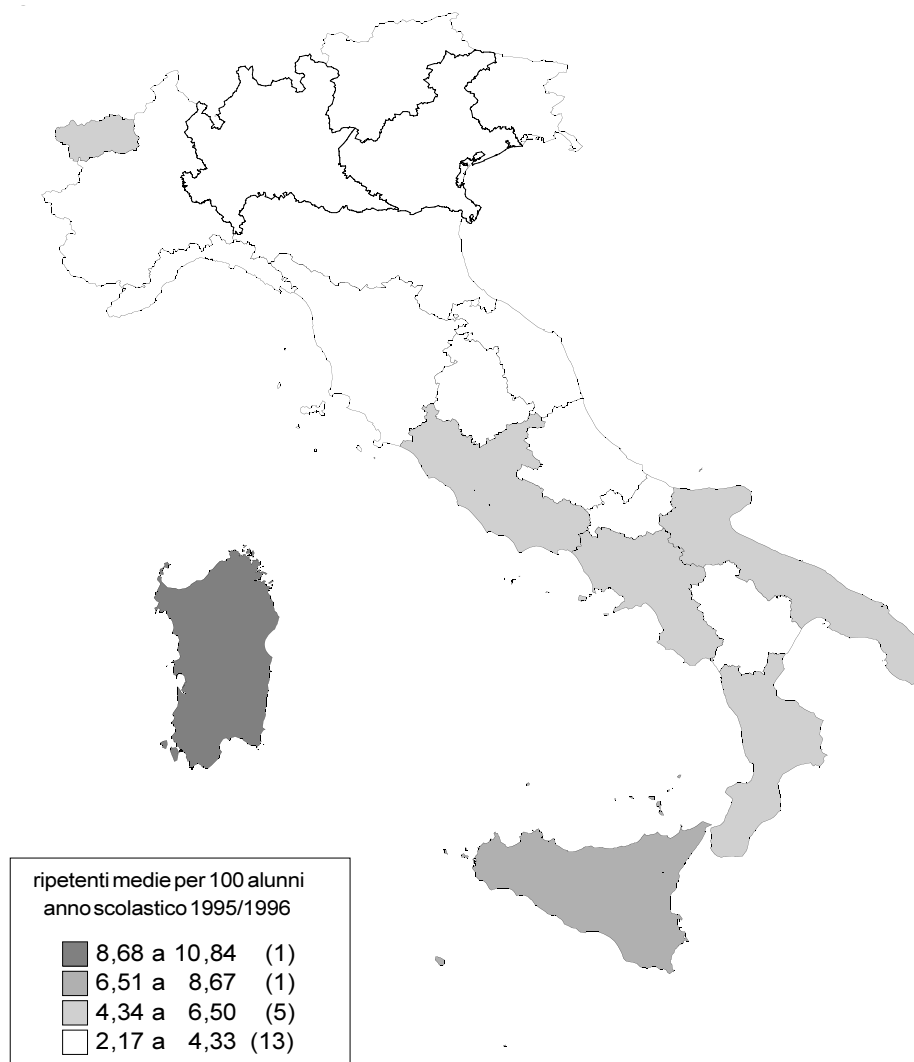 ripetenti medie per 100 alunni
anno scolastico 1995/1996
8,68 a 10,84 (1)
6,51 a 8,67 (1)
4,34 a 6,50 (5)
2,17 a 4,33 (13)